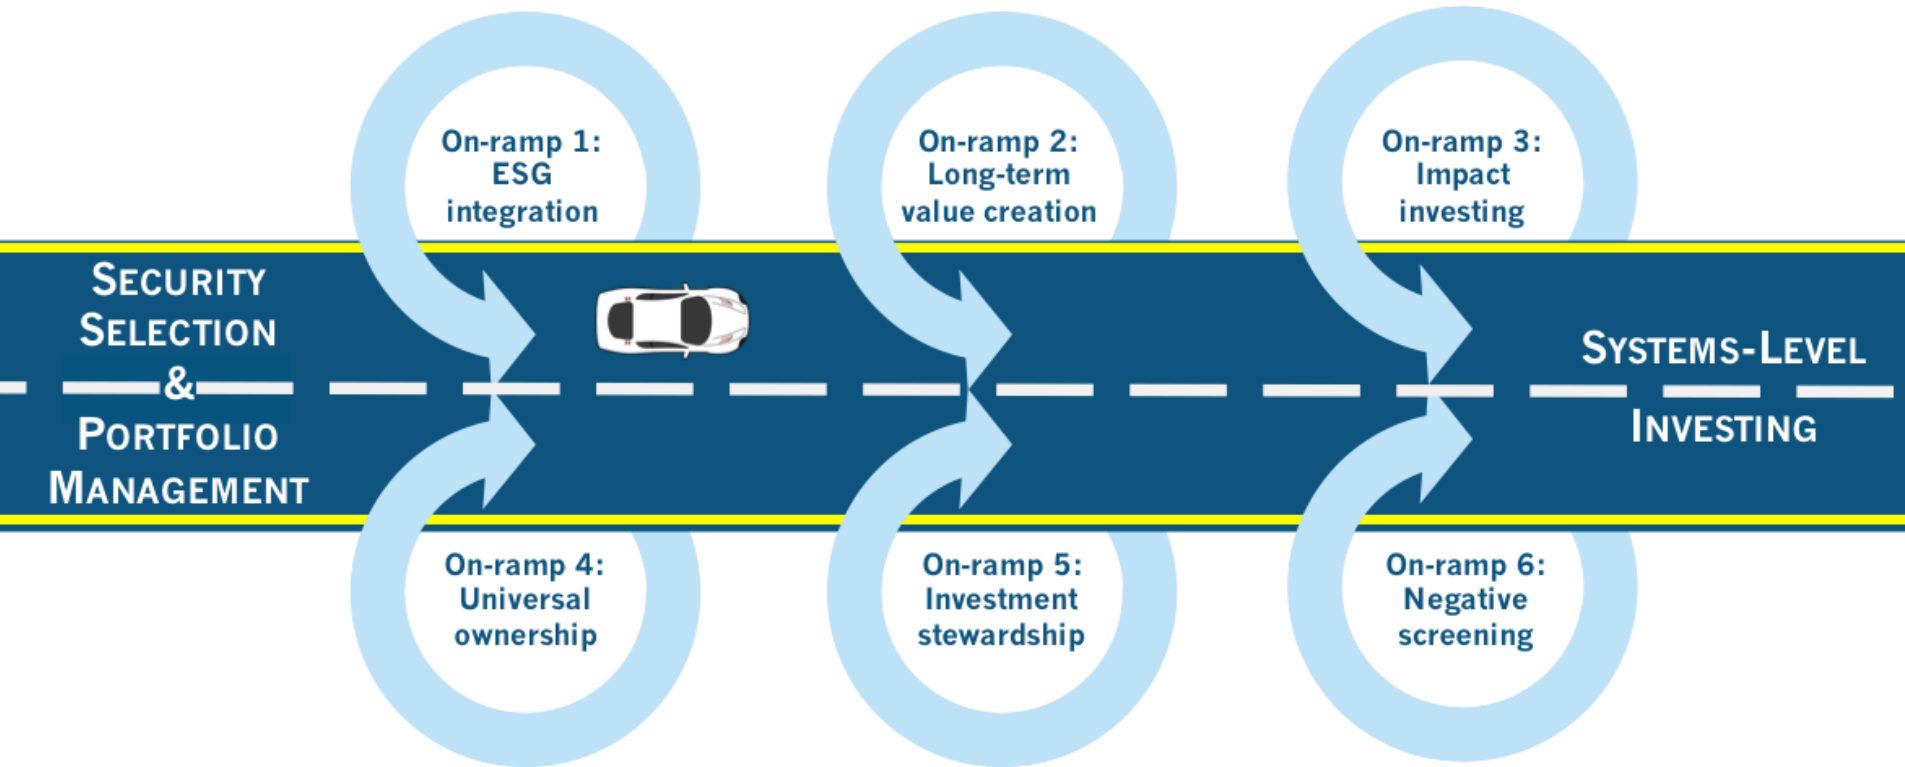 On-ramp 1:
ESG
integration
On-ramp 2:
Long-term
value creation
On-ramp 3:
Impact
investing
SECURITY
SELECTION
&
PORTFOLIO
MANAGEMENT
SYSTEMS-LEVEL
INVESTING
On-ramp 4:
Universal
ownership
On-ramp 5:
Investment
stewardship
On-ramp 6:
Negative
screening